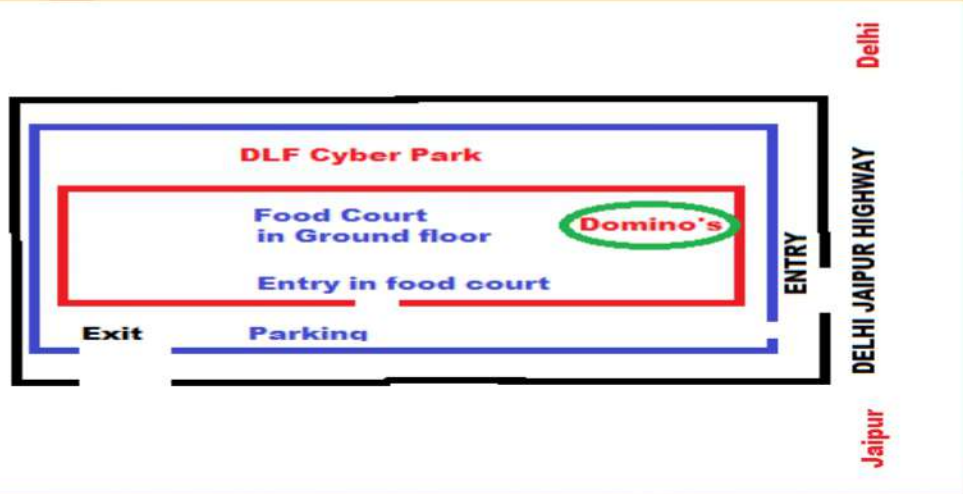 Delhi
DLF Cyber Park
Food Court
in Ground floor
Domino's
Entry in food court
ENTRY
DELHI JAIPUR HIGHWAY
Exit
Parking
Jaipur